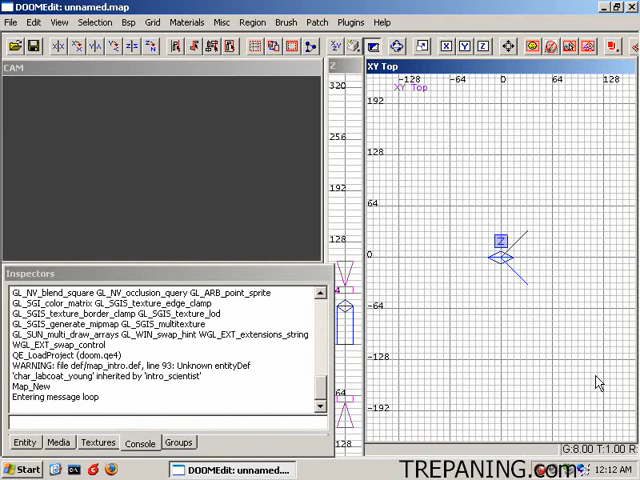 DOOMEdit: unnamed.map
File Edit View Selection Bsp Grid Materials Misc Region Brush Patch Plugins Help
CAM
Z
XY Top
-128 -64 0 64 128
XY Top
320
256
192
128
64
128
192
128
64
0
-64
-128
-192
Z
Inspectors
GL_NV_blend_square GL_NV_occlusion_query GL_ARB_point_sprite
GL_SGI_color_matrix GL_SGIS_texture_edge_clamp
GL_SGIS_texture_border_clamp GL_SGIS_texture_lod
GL_SGIS_generate_mipmap GL_SGIS_multitexture
GL_SUN_multi_draw_arrays GL_WIN_swap_hint WGL_EXT_extensions_string
WGL_EXT_swap_control
QE_LoadProject (doom.qe4)
WARNING: file def/map_intro.def, line 93: Unknown entityDef
'char_labcoat_young' inherited by 'intro_scientist'
Map_New
Entering message loop
Entity Media Textures Console Groups
G:8.00 T:1.00 R
Start DOOMEdit: unnamed.... 12:12 AM
TREPANING.com